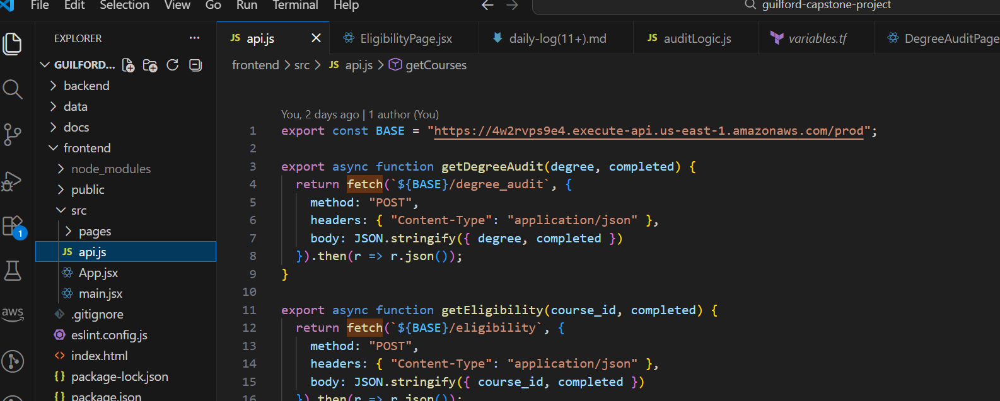 File Edit Selection View Go Run Terminal Help
guilford-capstone-project
EXPLORER
GUILFORD...
backend
data
docs
frontend
node_modules
public
src
pages
JS api.js
App.jsx
main.jsx
.gitignore
eslint.config.js
index.html
{} package-lock.json
{} package.json
1
aws
JS api.js
EligibilityPage.jsx
daily-log(11+).md
JS auditLogic.js
variables.tf
DegreeAuditPage
frontend > src > JS api.js > getCourses
You, 2 days ago | 1 author (You)
1 export const BASE = "https://4w2rvps9e4.execute-api.us-east-1.amazonaws.com/prod";
2
3 export async function getDegreeAudit(degree, completed) {
4 return fetch(`${BASE}/degree_audit`, {
5 method: "POST",
6 headers: { "Content-Type": "application/json" },
7 body: JSON.stringify({ degree, completed })
8 }).then(r => r.json());
9 }
10
11 export async function getEligibility(course_id, completed) {
12 return fetch(`${BASE}/eligibility`, {
13 method: "POST",
14 headers: { "Content-Type": "application/json" },
15 body: JSON.stringify({ course_id, completed })
16 }).then(r => r.json());